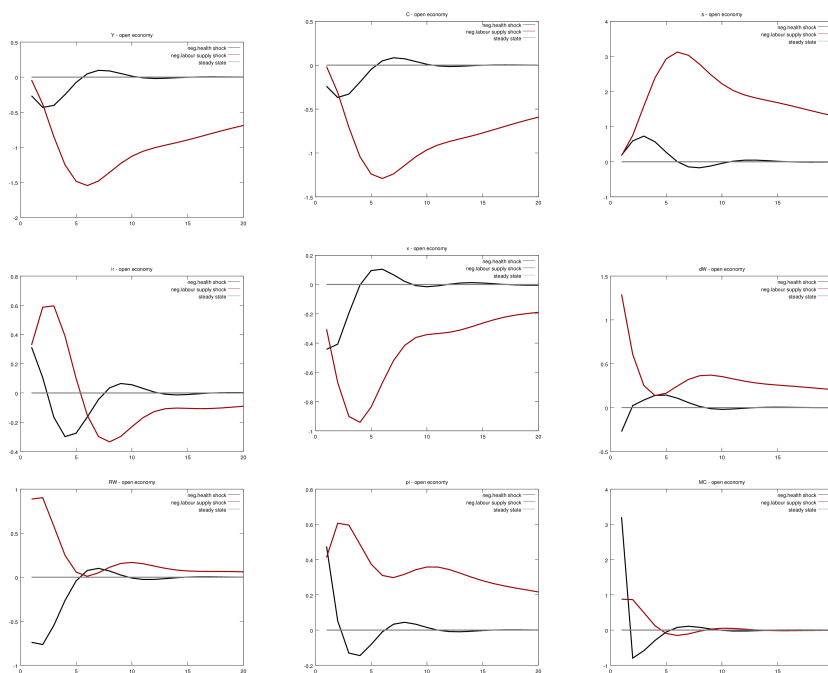 Y - open economy
neg.health shock
neg.labour supply shock
steady state
0.5
0
-0.5
-1
-1.5
-2
0 5 10 15 20
C - open economy
neg.health shock
neg.labour supply shock
steady state
0.5
0
-0.5
-1
-1.5
0 5 10 15 20
s - open economy
neg.health shock
neg.labour supply shock
steady state
4
3
2
1
0
-1
0 5 10 15
ir - open economy
neg.health shock
neg.labour supply shock
steady state
0.8
0.6
0.4
0.2
0
-0.2
-0.4
0 5 10 15 20
x - open economy
neg.health shock
neg.labour supply shock
steady state
0.2
0
-0.2
-0.4
-0.6
-0.8
-1
0 5 10 15 20
dW - open economy
neg.health shock
neg.labour supply shock
steady state
1.5
1
0.5
0
-0.5
0 5 10 15
RW - open economy
neg.health shock
neg.labour supply shock
steady state
1
0.5
0
-0.5
-1
0 5 10 15 20
pi - open economy
neg.health shock
neg.labour supply shock
steady state
0.8
0.6
0.4
0.2
0
-0.2
0 5 10 15 20
MC - open economy
neg.health shock
neg.labour supply shock
steady state
4
3
2
1
0
-1
0 5 10 15